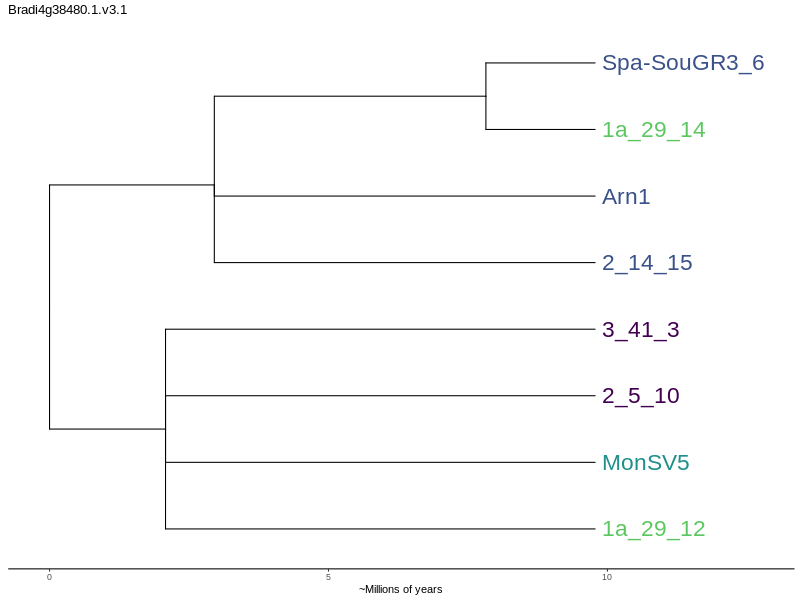 Bradi4g38480.1.v3.1
Spa-SouGR3_6
1a_29_14
Arn1
2_14_15
3_41_3
2_5_10
MonSV5
1a_29_12
0 5 10
~Millions of years